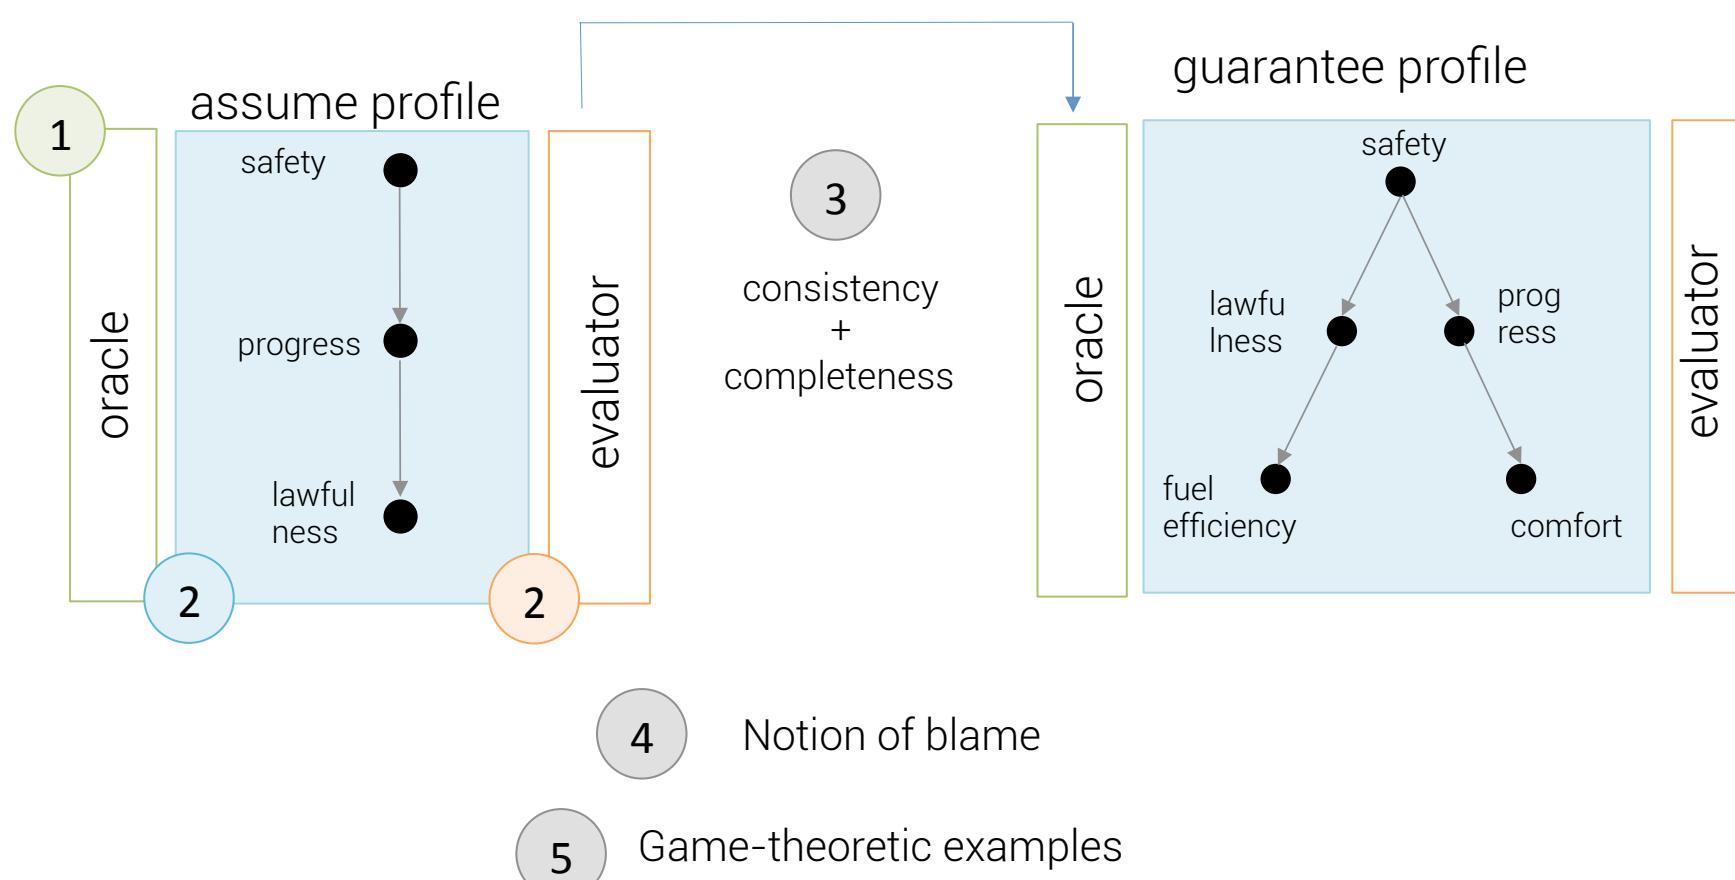 assume profile
guarantee profile
1
oracle
safety
progress
lawful
ness
evaluator
2
2
3
consistency
+
completeness
oracle
safety
lawfu
lness
prog
ress
fuel
efficiency
comfort
evaluator
4
Notion of blame
5
Game-theoretic examples